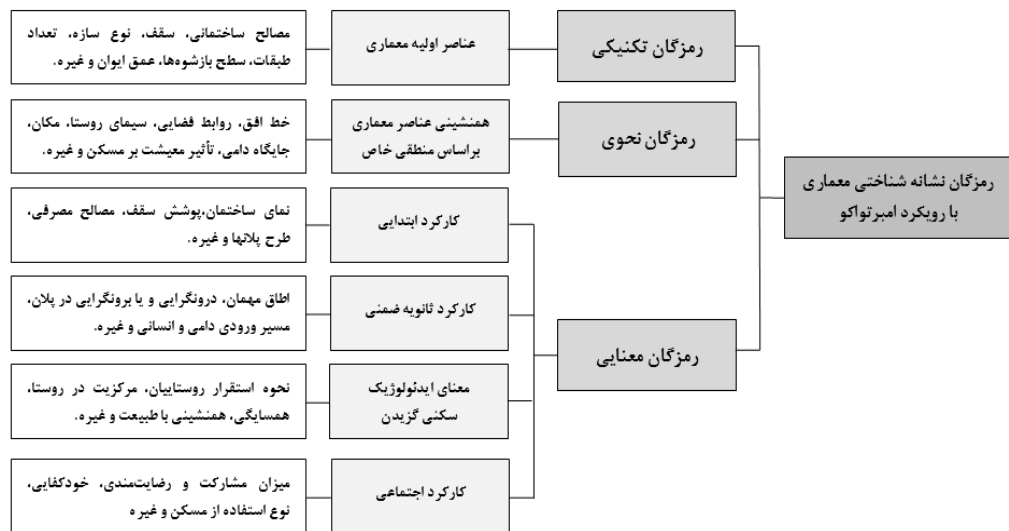 رمزگان نشانه شناختی معماری
با رویکرد امبرتواکو
رمزگان تکنیکی
عناصر اولیه معماری
مصالح ساختمانی، سقف، نوع سازه، تعداد
طبقات، سطح بازشوها، عمق ایوان و غیره.
رمزگان نحوی
همنشینی عناصر معماری
براساس منطقی خاص
خط افق، روابط فضایی، سیمای روستا، مکان،
جایگاه دامی، تأثیر معیشت بر مسکن و غیره.
رمزگان معنایی
کارکرد ابتدایی
نمای ساختمان،پوشش سقف، مصالح مصرفی،
طرح پلانها و غیره.
کارکرد ثانویه ضمنی
اطاق مهمان، درونگرایی و یا برونگرایی در پلان،
مسیر ورودی دامی و انسانی و غیره.
معنای ایدئولوژیک
سکنی گزیدن
نحوه استقرار روستاییان، مرکزیت در روستا،
همسایگی، همنشینی با طبیعت و غیره.
کارکرد اجتماعی
میزان مشارکت و رضایت‌مندی، خودکفایی،
نوع استفاده از مسکن و غیره